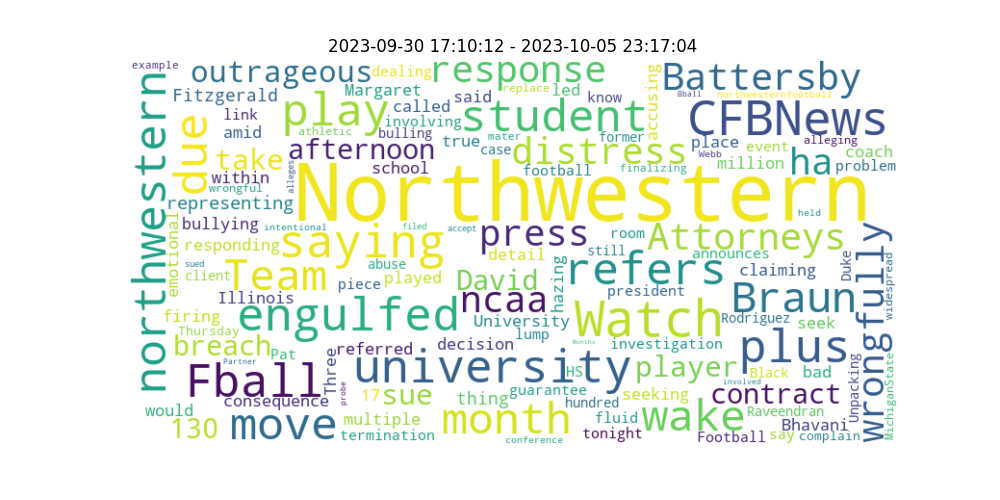 2023-09-30 17:10:12 - 2023-10-05 23:17:04
example
outrageous
dealing
response
Battersby
Fitzgerald
Margaret
replace
led
know
accusing
Bball
northwesternfootball
northwestern
due
link
play
called
said
student
CFBNews
amid
athletic
bulling
involving
true
mater
former
place
event
alleging
take
afternoon
case
distress
Webb
million
ha
coach
within
alleges
school
football
finalizing
problem
wrongful
Northwestern
representing
held
bullying
intentional
filed
accept
press
still
room
Attorneys
emotional
responding
saying
detail
announces
wrongfully
sued
client
Team
abuse
piece
played
David
hazing
refers
president
claiming
Duke
widespread
Illinois
ncaa
Braun
firing
engulfed
University
Watch
Rodriguez
seek
Thursday
breach
Pat
Three
referred
decision
lump
Months
investigation
plus
Partner
Fball
probe
university
HS
player
Black
involved
bad
Unpacking
MichiganState
consequence
17
sue
thing
guarantee
hundred
seeking
contract
would
130
move
multiple
month
fluid
wake
Raveendran
Bhavani
termination
conference
tonight
Football
say
complain